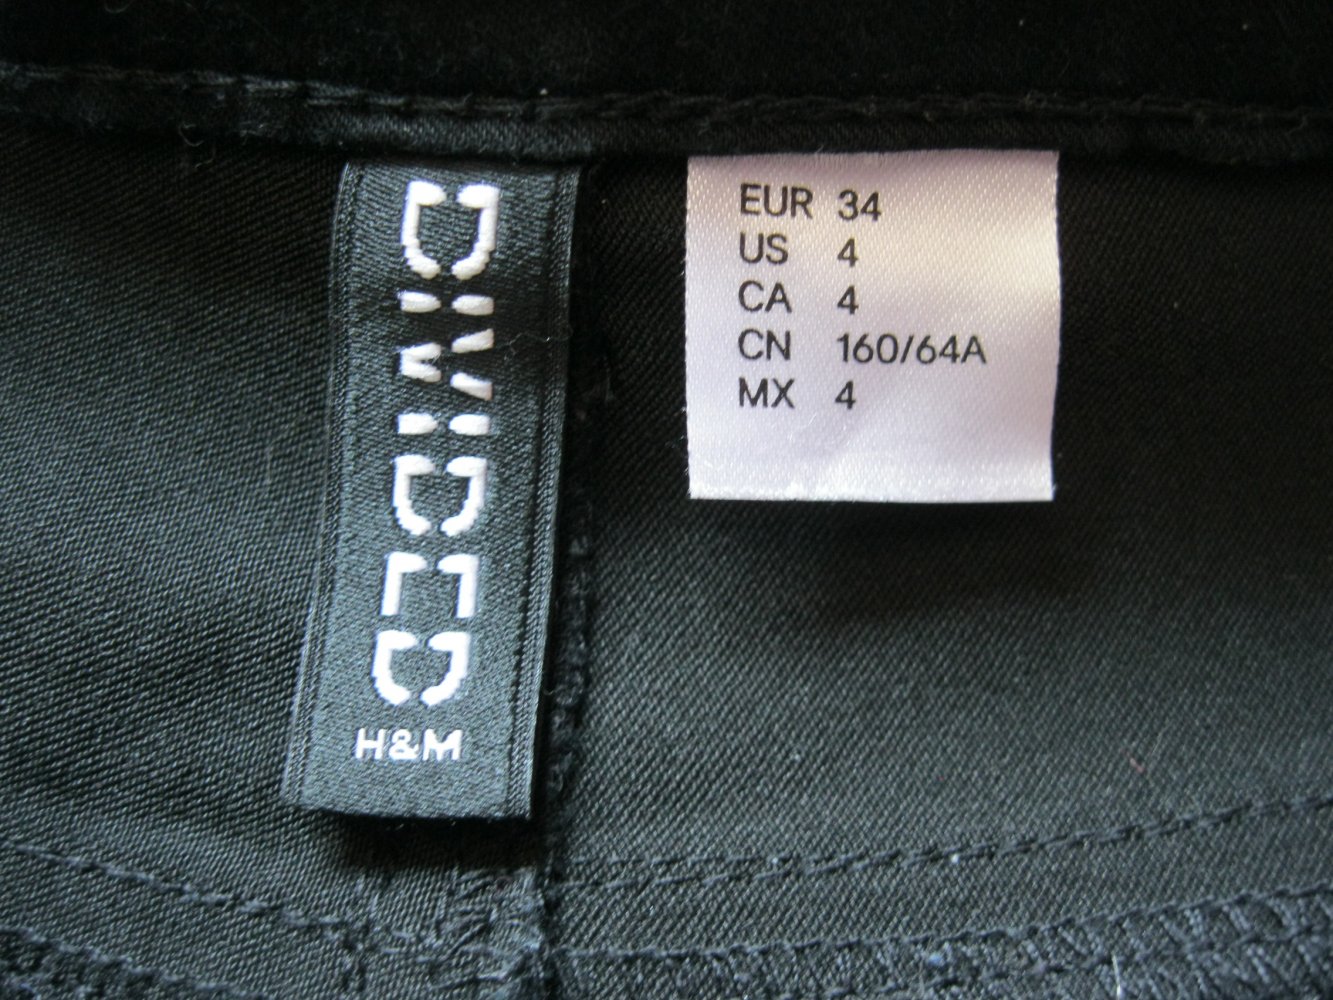 DIVIDED
H&M
EUR 34
US 4
CA 4
CN 160/64A
MX 4